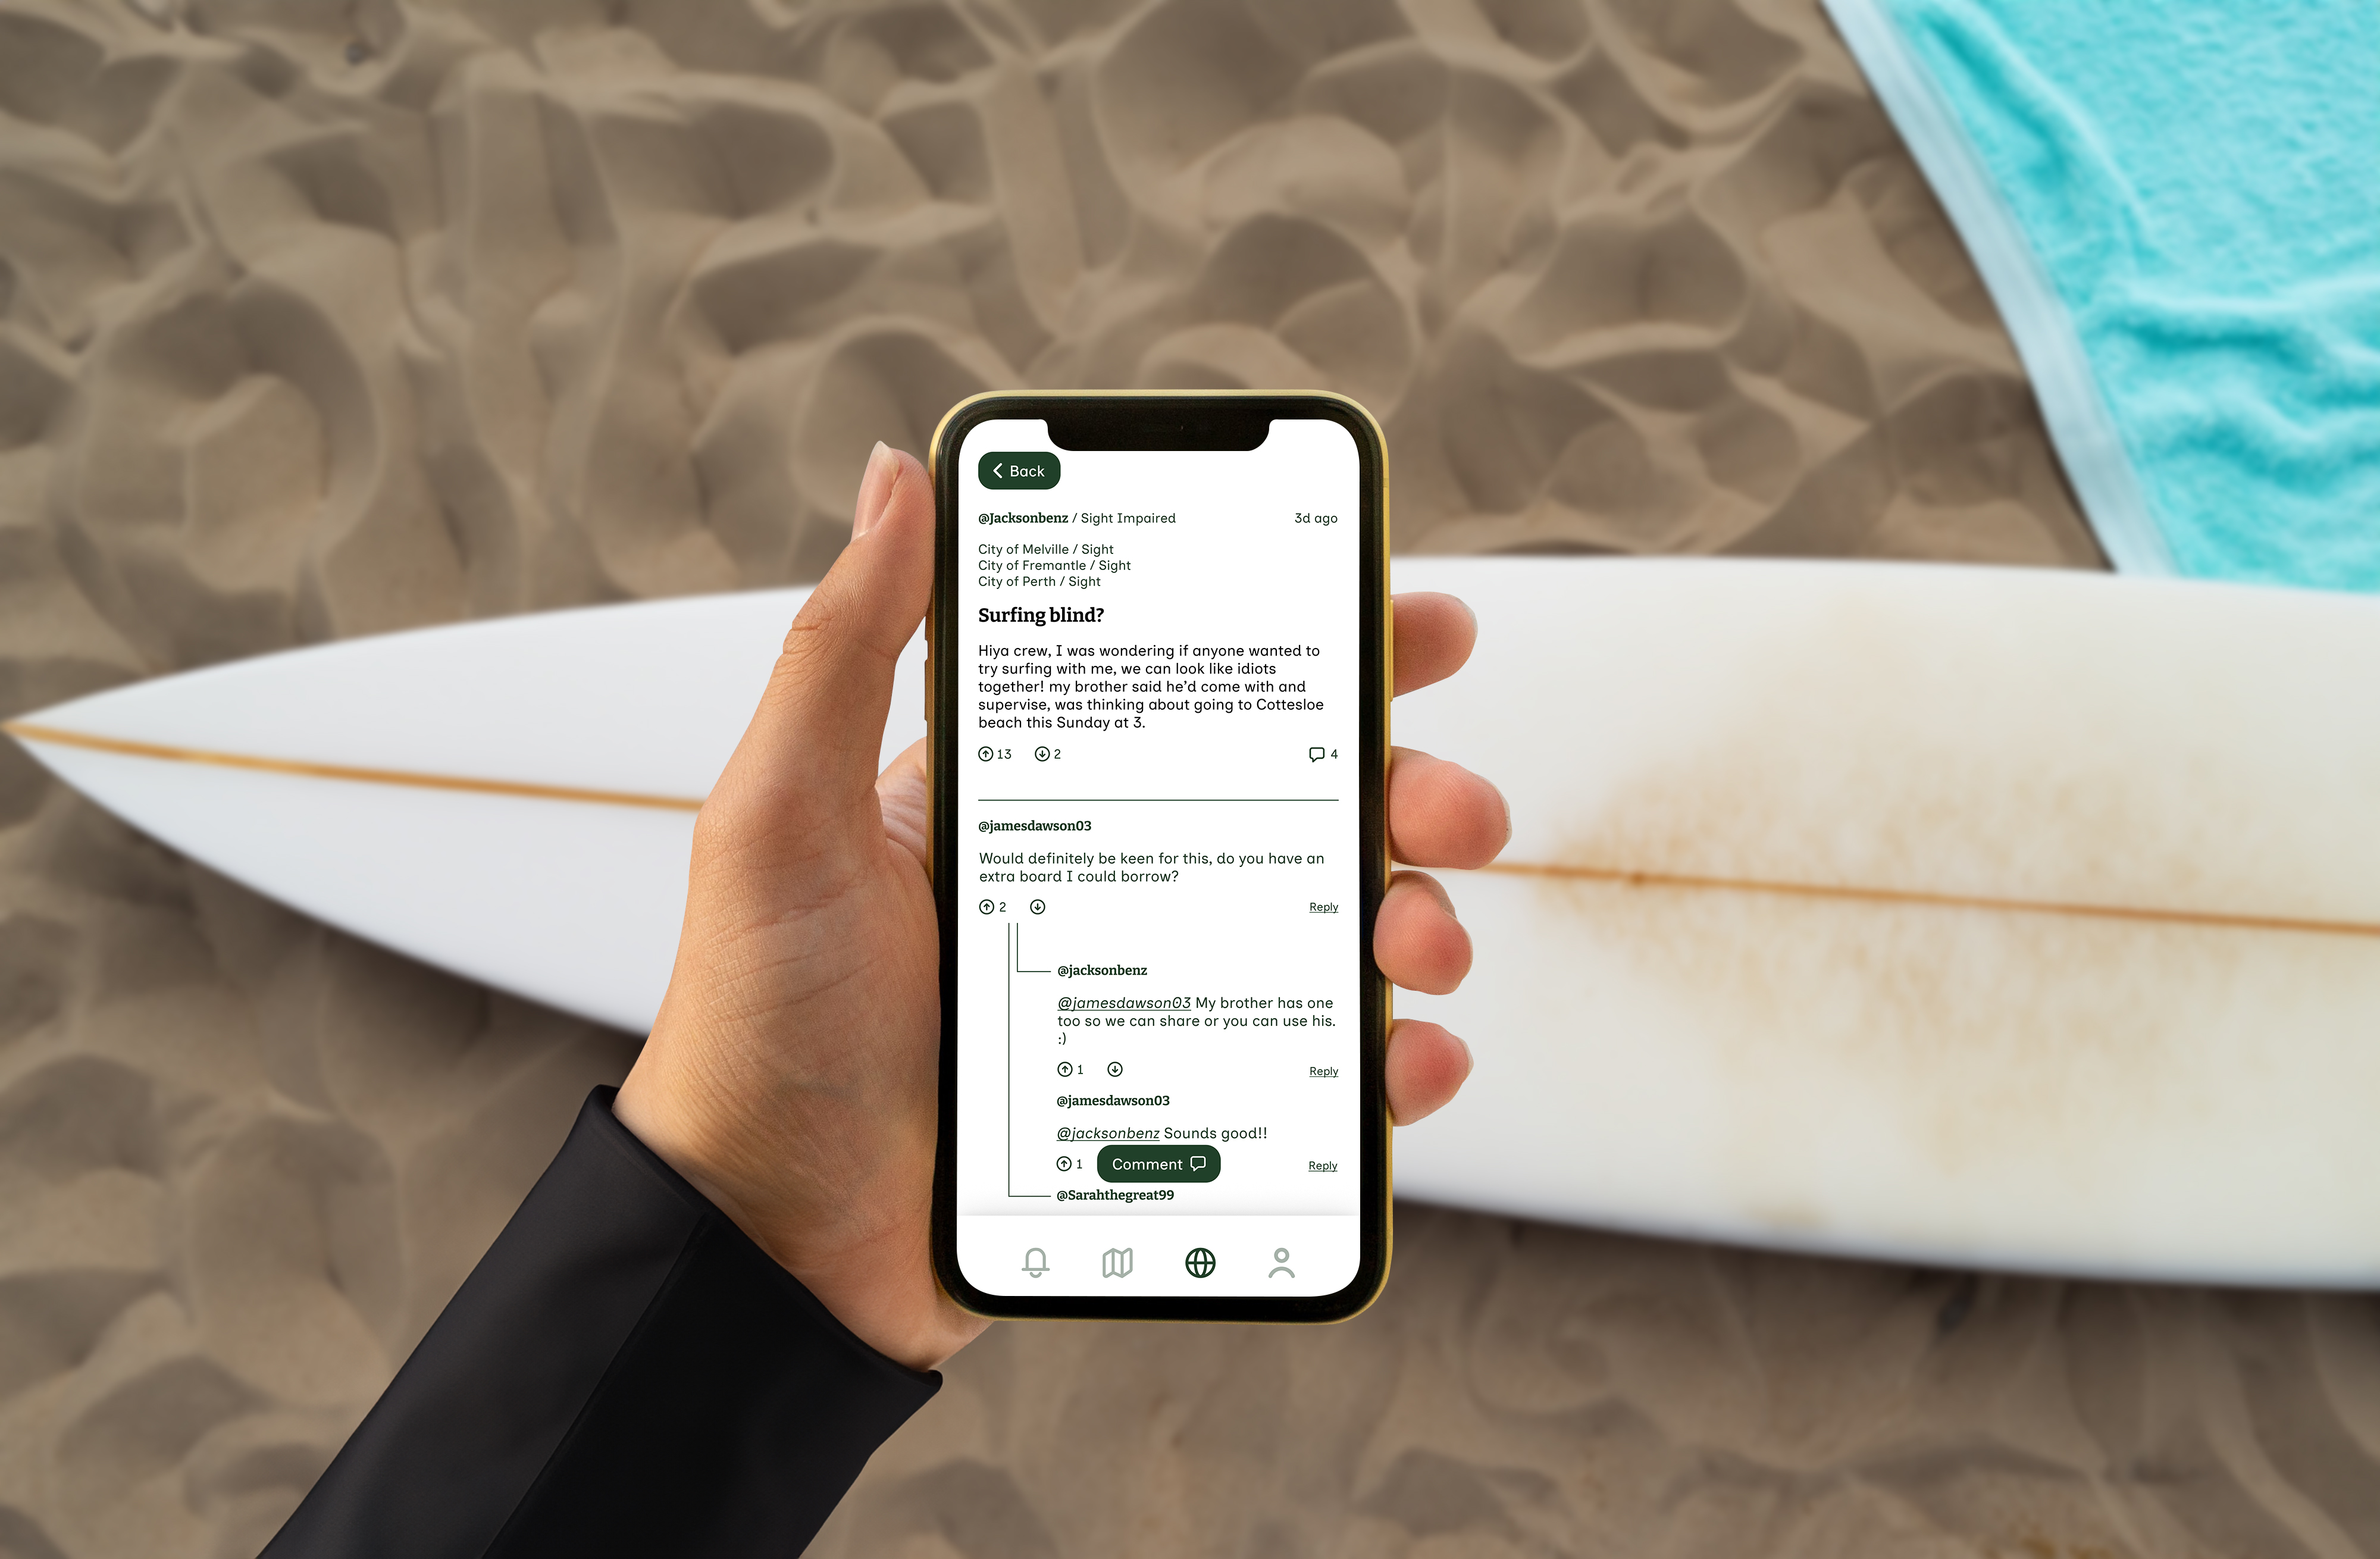 Back
@Jacksonbenz / Sight Impaired 3d ago
City of Melville / Sight
City of Fremantle / Sight
City of Perth / Sight
Surfing blind?
Hiya crew, I was wondering if anyone wanted to
try surfing with me, we can look like idiots
together! my brother said he’d come with and
supervise, was thinking about going to Cottesloe
beach this Sunday at 3.
13 2 4
@jamesdawson03
Would definitely be keen for this, do you have an
extra board I could borrow?
2 Reply
@jacksonbenz
@jamesdawson03 My brother has one
too so we can share or you can use his.
:)
1 Reply
@jamesdawson03
@jacksonbenz Sounds good!!
1 Comment Reply
@Sarahthegreat99